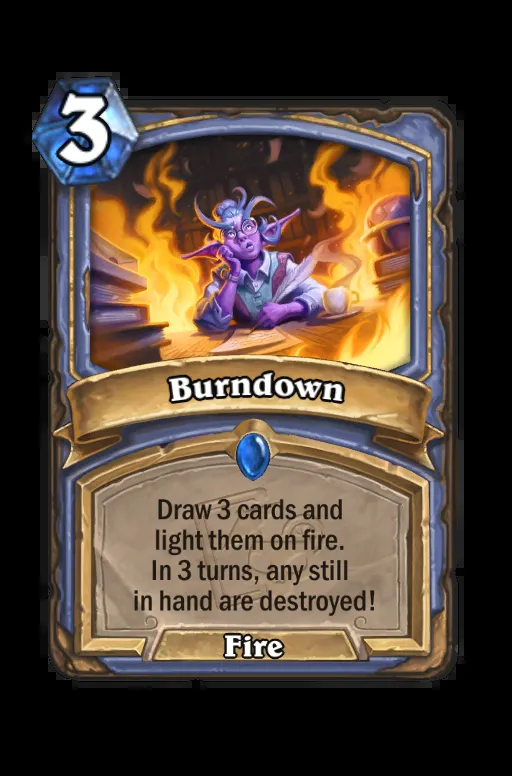 3
Burndown
Draw 3 cards and
light them on fire.
In 3 turns, any still
in hand are destroyed!
Fire